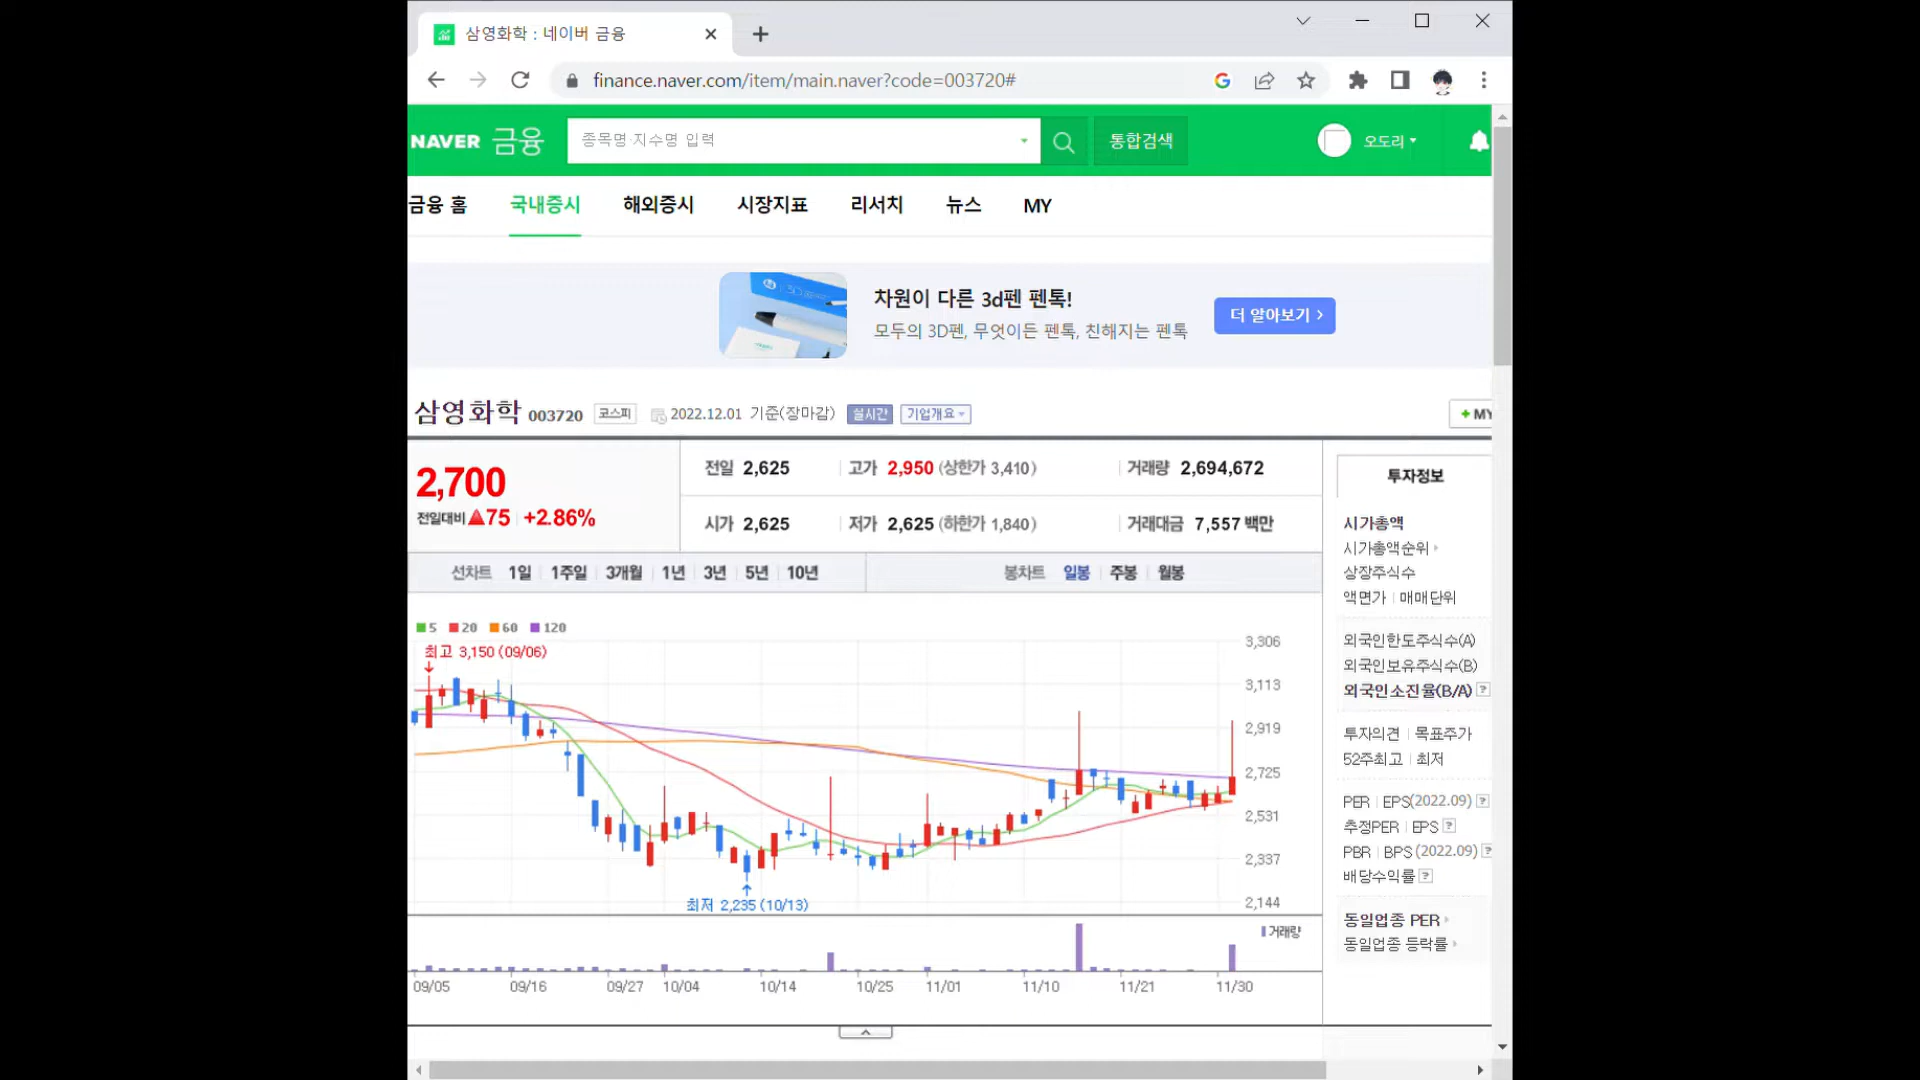 삼영화학 : 네이버 금융
finance.naver.com/item/main.naver?code=003720#
NAVER 금융
종목명·지수명 입력
통합검색
오도리
금융 홈 국내증시 해외증시 시장지표 리서치 뉴스 MY
차원이 다른 3d펜 펜톡!
모두의 3D펜, 무엇이든 펜톡, 친해지는 펜톡
더 알아보기 >
삼영화학 003720 코스피 2022.12.01 기준(장마감) 실시간 기업개요
+ MY
2,700
전일대비 ▲75 +2.86%
전일 2,625 고가 2,950 (상한가 3,410) 거래량 2,694,672
시가 2,625 저가 2,625 (하한가 1,840) 거래대금 7,557 백만
선차트 1일 1주일 3개월 1년 3년 5년 10년
봉차트 일봉 주봉 월봉
5 20 60 120
최고 3,150 (09/06)
3,306
3,113
2,919
2,725
2,531
2,337
2,144
최저 2,235 (10/13)
거래량
09/05 09/16 09/27 10/04 10/14 10/25 11/01 11/10 11/21 11/30
투자정보
시가총액
시가총액순위
상장주식수
액면가 | 매매단위
외국인한도주식수(A)
외국인보유주식수(B)
외국인소진율(B/A) ?
투자의견 | 목표주가
52주최고 | 최저
PER | EPS(2022.09) ?
추정PER | EPS ?
PBR | BPS (2022.09) ?
배당수익률 ?
동일업종 PER
동일업종 등락률